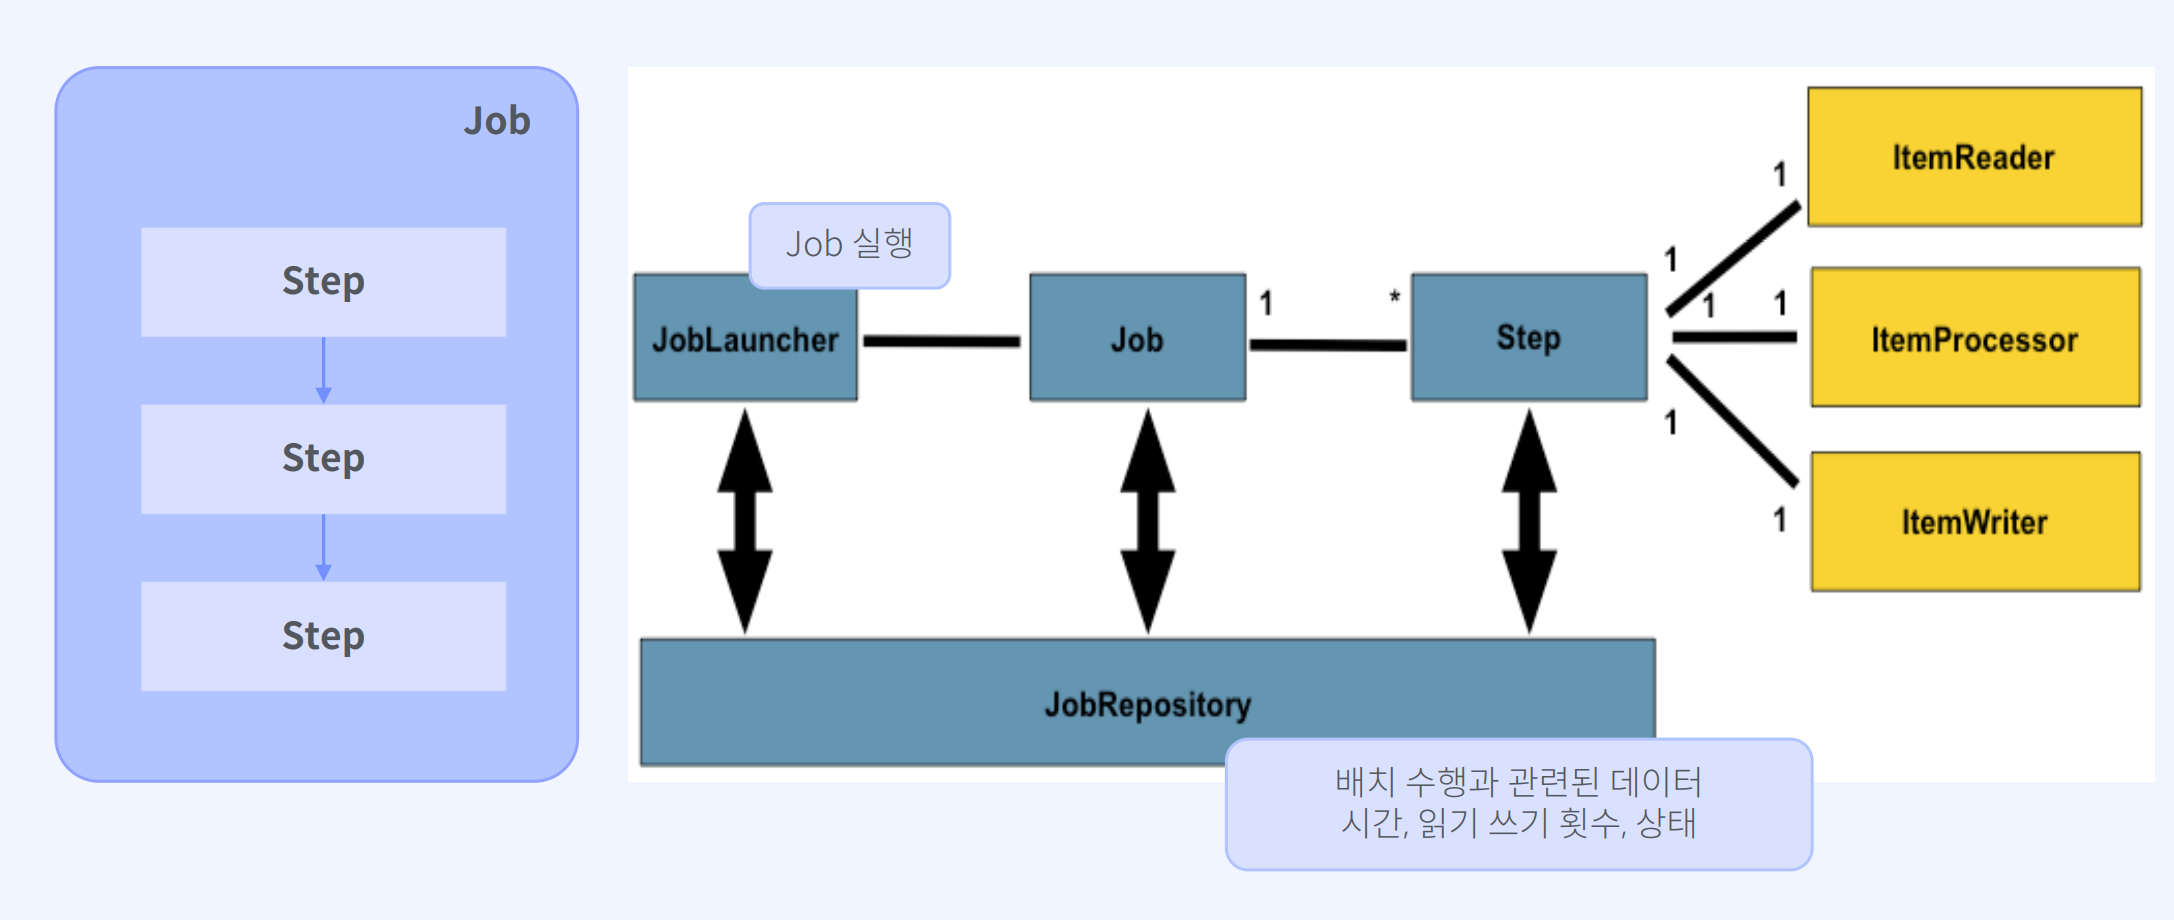 Job
Step
Step
Step
Job 실행
JobLauncher
Job
1
*
Step
1
1
1
1
1
1
ItemReader
ItemProcessor
ItemWriter
JobRepository
배치 수행과 관련된 데이터
시간, 읽기 쓰기 횟수, 상태